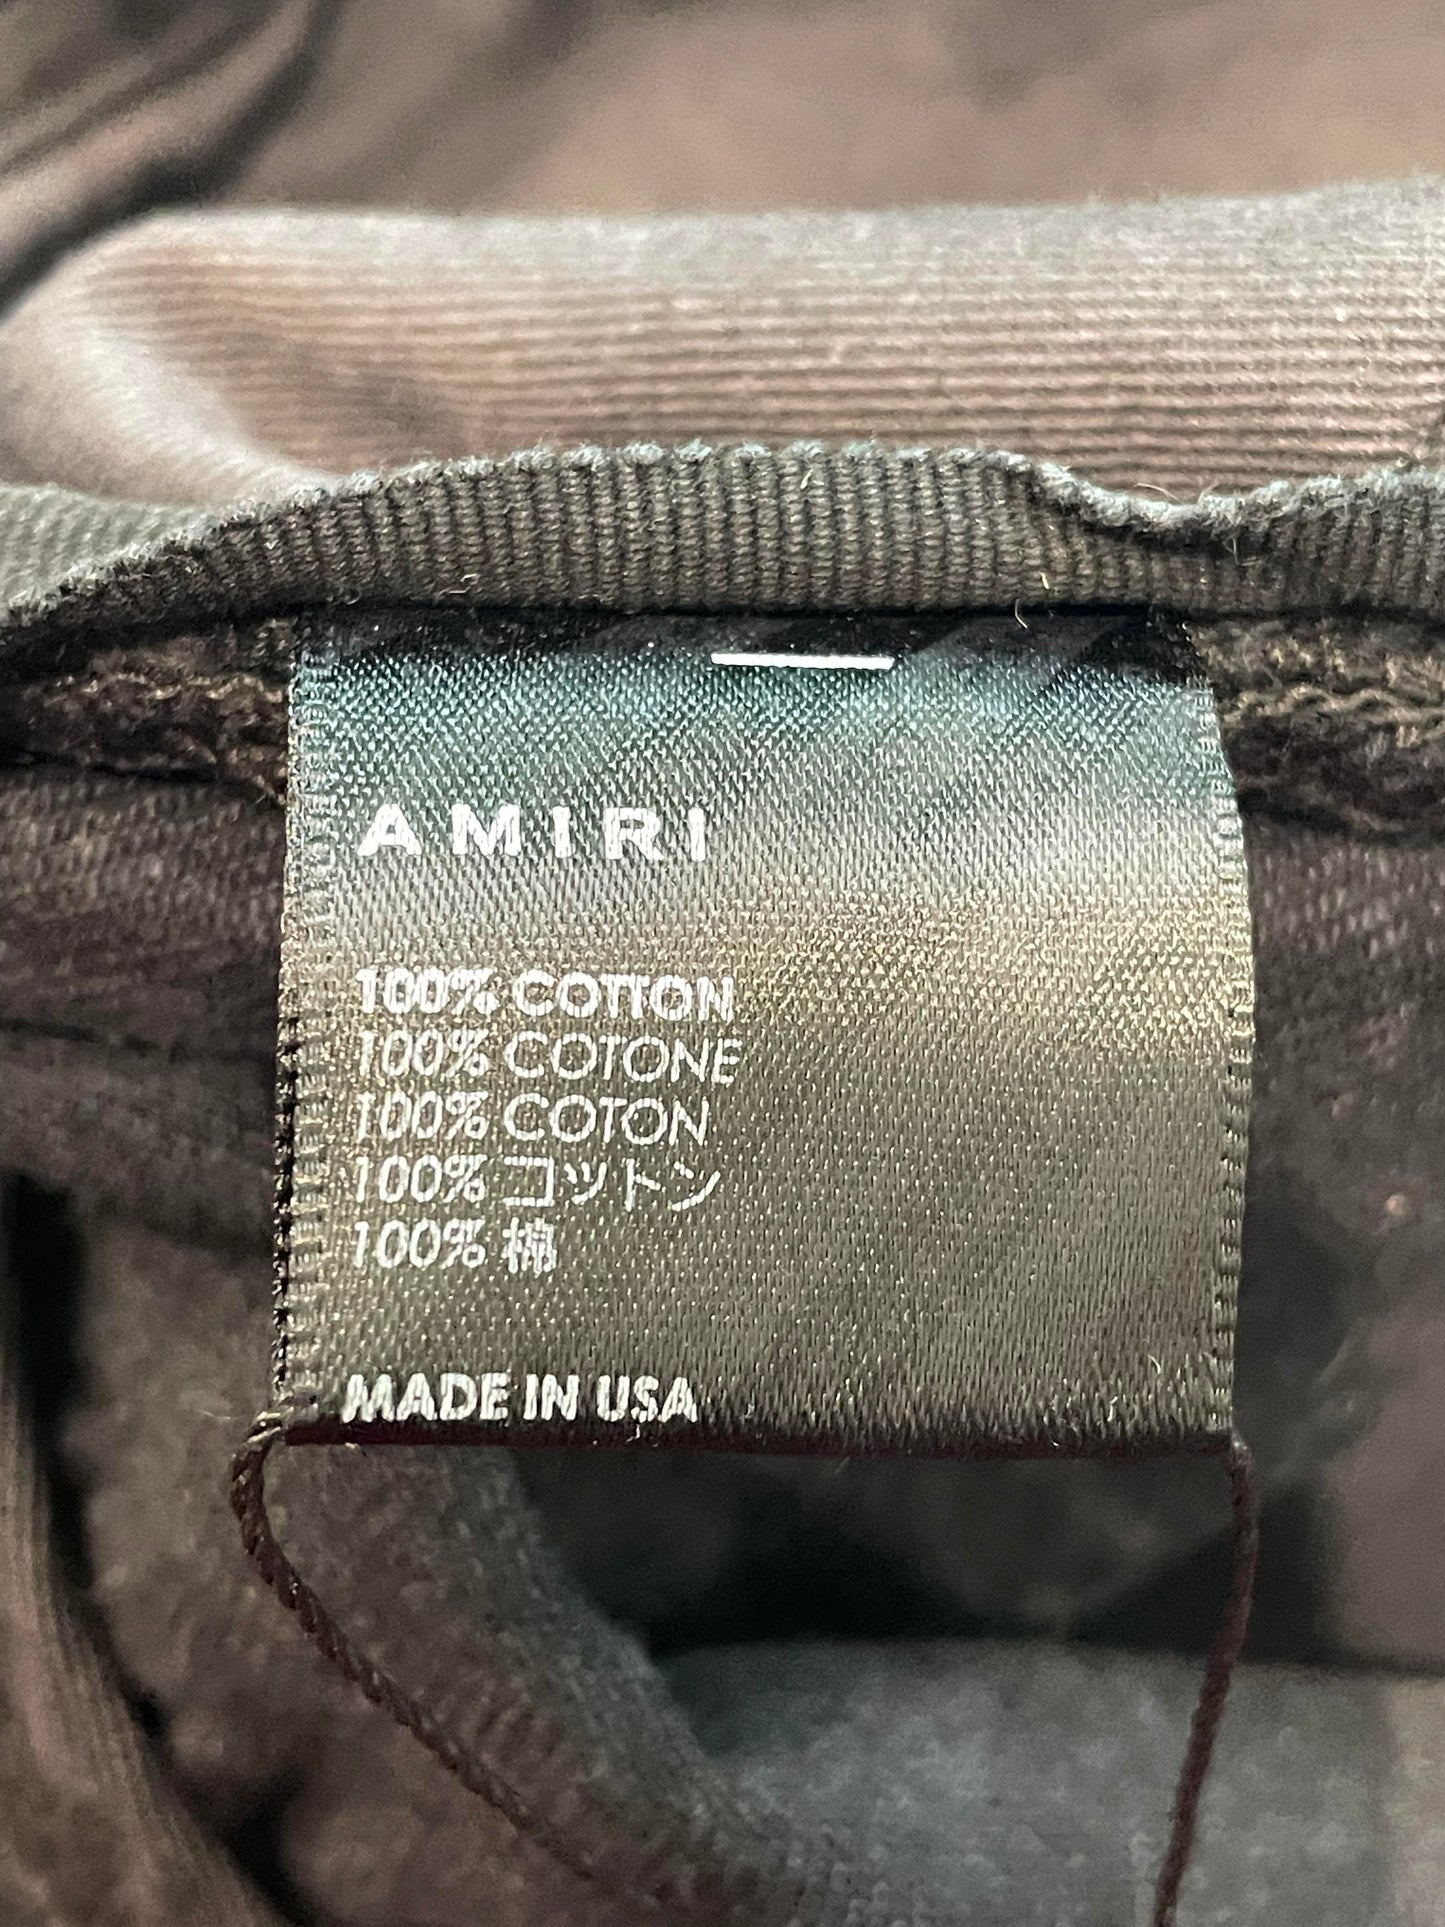 AMIRI
100% COTTON
100% COTONE
100% COTON
100% コットン
100% 棉
MADE IN USA